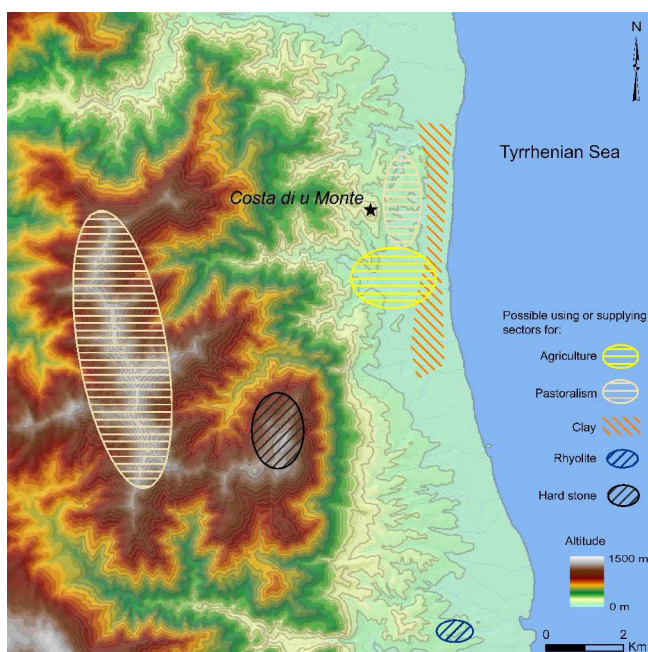 N
Tyrrhenian Sea
Costa di u Monte
Possible using or supplying
sectors for:
Agriculture
Pastoralism
Clay
Rhyolite
Hard stone
Altitude
1500 m
0 m
0 2
Km